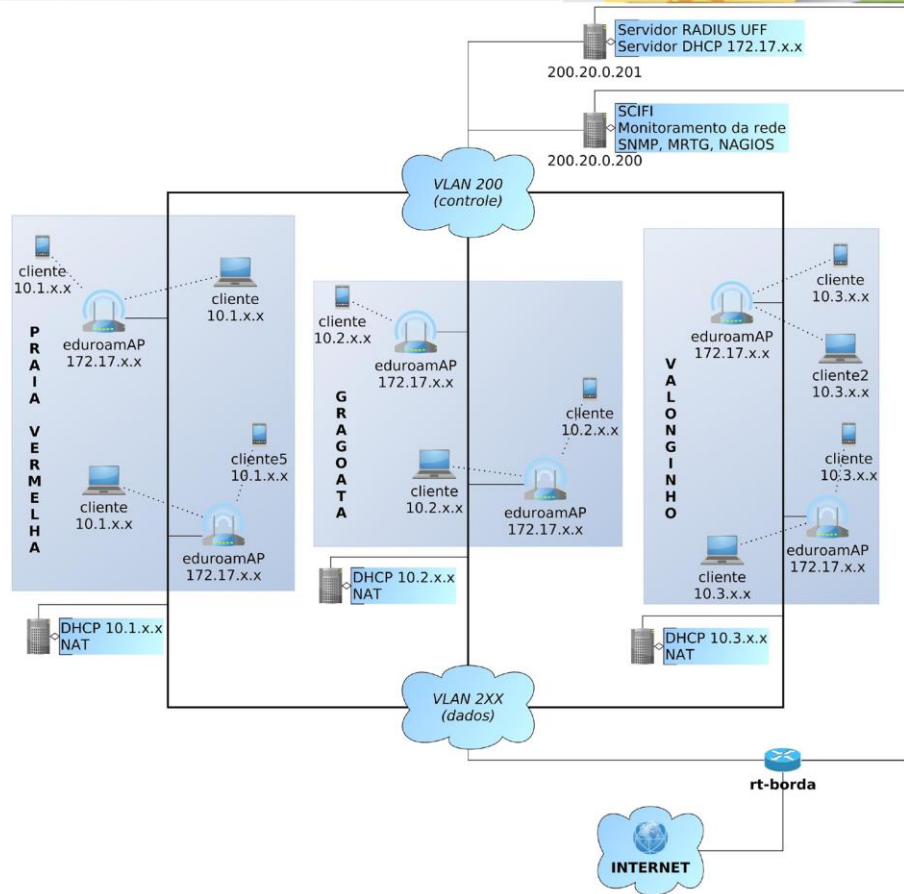 Servidor RADIUS UFF
Servidor DHCP 172.17.x.x
200.20.0.201
SCIFI
Monitoramento da rede
SNMP, MRTG, NAGIOS
200.20.0.200
VLAN 200
(controle)
PRAIA VERMELHA
cliente
10.1.x.x
cliente
10.1.x.x
eduroamAP
172.17.x.x
cliente5
10.1.x.x
cliente
10.1.x.x
eduroamAP
172.17.x.x
DHCP 10.1.x.x
NAT
GRAGOATA
cliente
10.2.x.x
eduroamAP
172.17.x.x
cliente
10.2.x.x
cliente
10.2.x.x
eduroamAP
172.17.x.x
DHCP 10.2.x.x
NAT
VALONGINHO
cliente
10.3.x.x
eduroamAP
172.17.x.x
cliente2
10.3.x.x
cliente
10.3.x.x
eduroamAP
172.17.x.x
cliente
10.3.x.x
DHCP 10.3.x.x
NAT
VLAN 2XX
(dados)
rt-borda
INTERNET